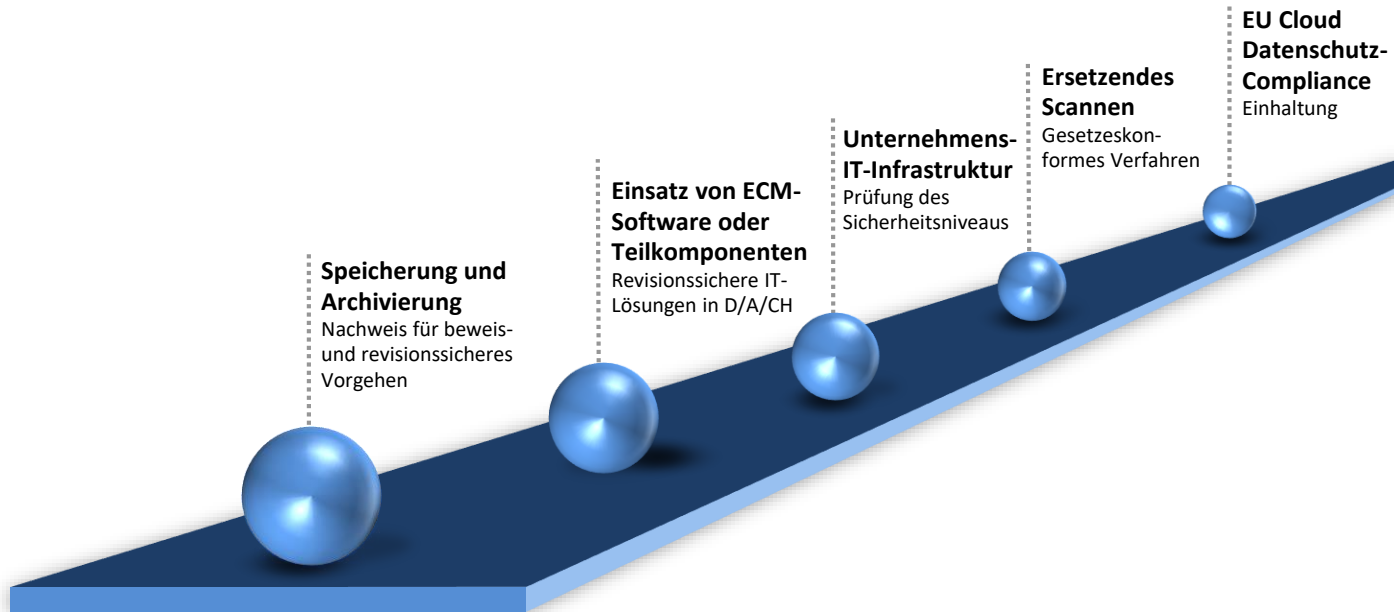 Speicherung und
Archivierung
Nachweis für beweis-
und revisionssicheres
Vorgehen
Einsatz von ECM-
Software oder
Teilkomponenten
Revisionssichere IT-
Lösungen in D/A/CH
Unternehmens-
IT-Infrastruktur
Prüfung des
Sicherheitsniveaus
Ersetzendes
Scannen
Gesetzeskon-
formes Verfahren
EU Cloud
Datenschutz-
Compliance
Einhaltung